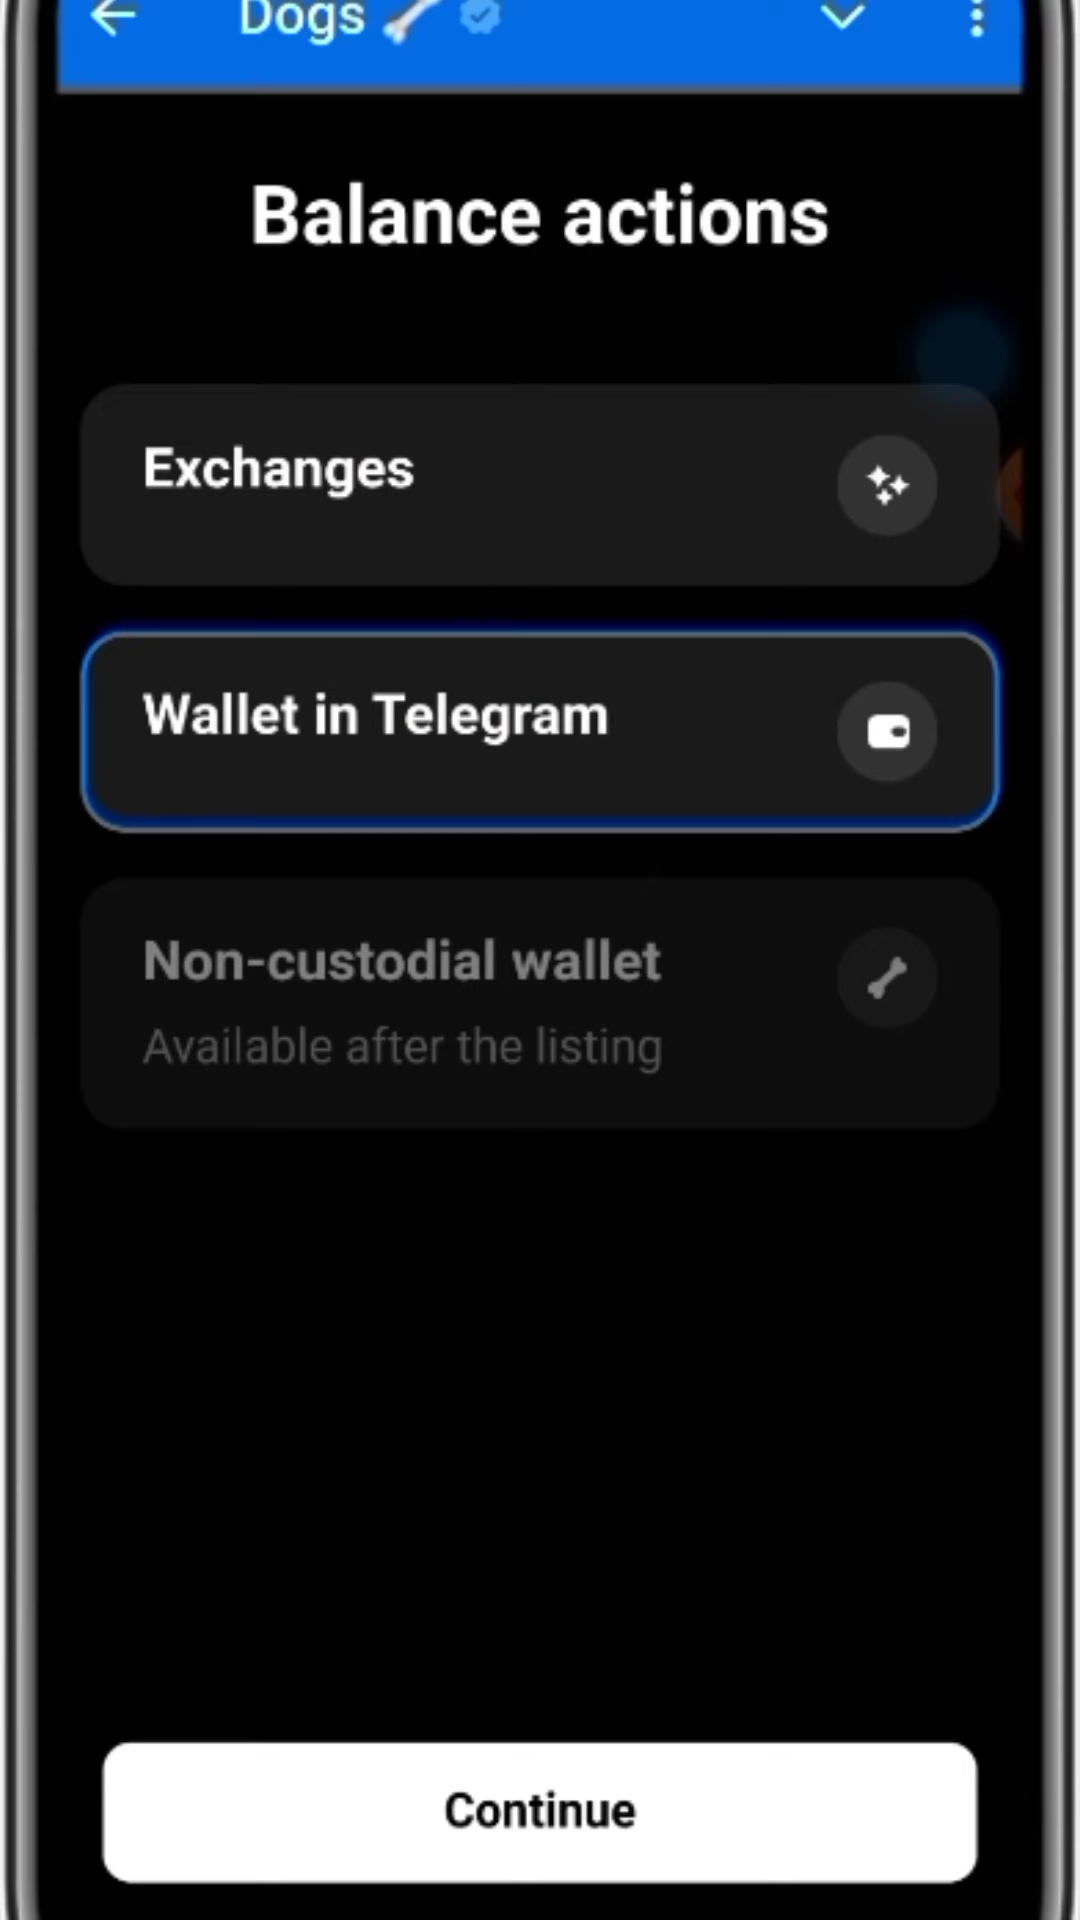 Dogs 🦴
Balance actions
Exchanges
Wallet in Telegram
Non-custodial wallet
Available after the listing
Continue